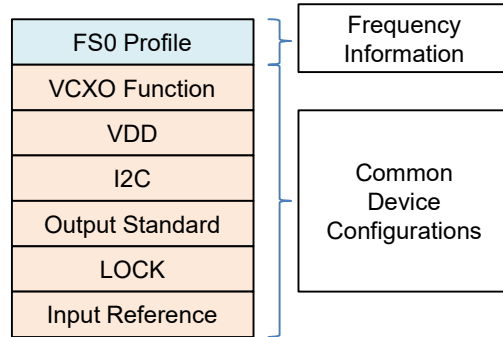 FS0 Profile
VCXO Function
VDD
I2C
Output Standard
LOCK
Input Reference
Frequency
Information
Common
Device
Configurations